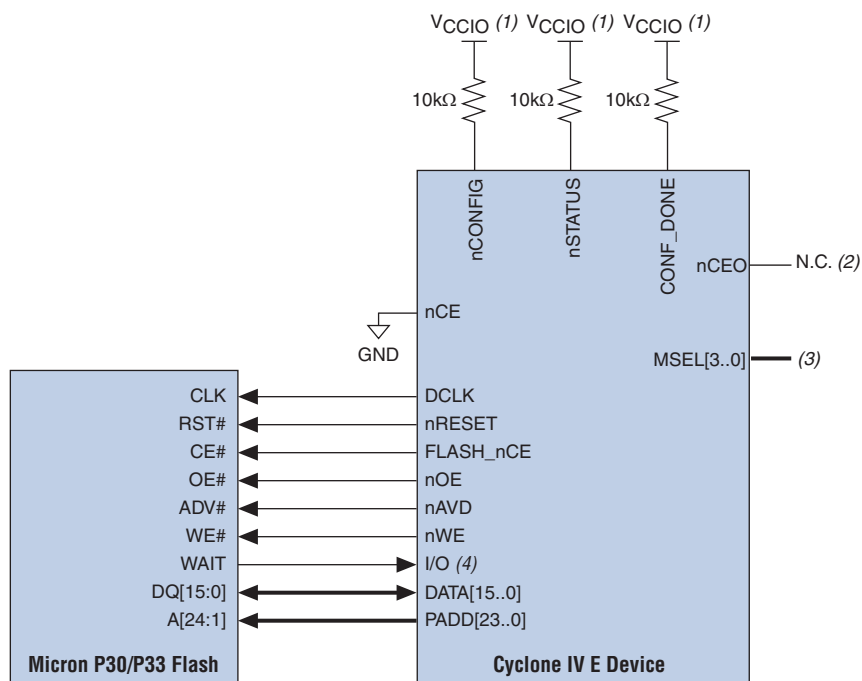 VCCIO (1) VCCIO (1) VCCIO (1)
10kΩ 10kΩ 10kΩ
nCONFIG
nSTATUS
CONF_DONE
nCEO N.C. (2)
nCE
GND
MSEL[3..0] (3)
CLK DCLK
RST# nRESET
CE# FLASH_nCE
OE# nOE
ADV# nAVD
WE# nWE
WAIT I/O (4)
DQ[15:0] DATA[15..0]
A[24:1] PADD[23..0]
Micron P30/P33 Flash Cyclone IV E Device